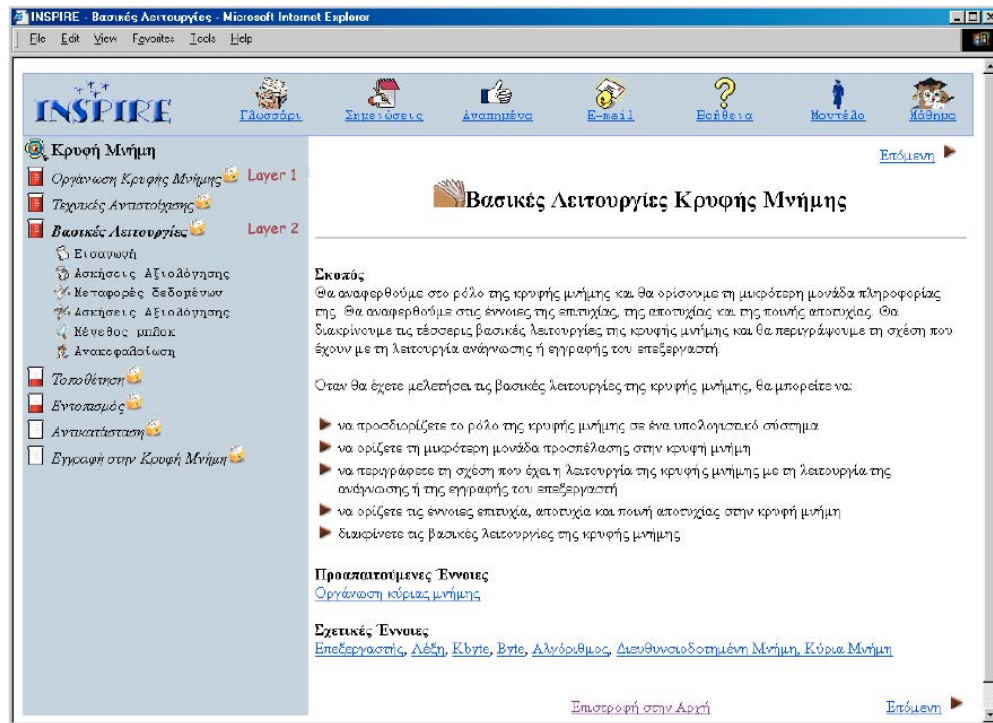 INSPIRE - Βασικές Λειτουργίες - Microsoft Internet Explorer
File Edit View Favorites Tools Help
INSPIRE
Γλωσσάρι Σημειώσεις Αγαπημένα E-mail Βοήθεια Μοντέλο Μάθημα
Κρυφή Μνήμη
Οργάνωση Κρυφής Μνήμης Layer 1
Τεχνικές Αντιστοίχισης
Βασικές Λειτουργίες Layer 2
Εισαγωγή
Ασκήσεις Αξιολόγησης
Μεταφορές δεδομένων
Ασκήσεις Αξιολόγησης
Μέγεθος μπλοκ
Ανακεφαλαίωση
Τοποθέτηση
Εντοπισμός
Αντικατάσταση
Εγγραφή στην Κρυφή Μνήμη
Επόμενη
Βασικές Λειτουργίες Κρυφής Μνήμης
Σκοπός
Θα αναφερθούμε στο ρόλο της κρυφής μνήμης και θα ορίσουμε τη μικρότερη μονάδα πληροφορίας
της. Θα αναφερθούμε στις έννοιες της επιτυχίας, της αποτυχίας και της ποινής αποτυχίας. Θα
διακρίνουμε τις τέσσερις βασικές λειτουργίες της κρυφής μνήμης και θα περιγράψουμε τη σχέση που
έχουν με τη λειτουργία ανάγνωσης ή εγγραφής του επεξεργαστή.
Όταν θα έχετε μελετήσει τις βασικές λειτουργίες της κρυφής μνήμης, θα μπορείτε να:
να προσδιορίζετε το ρόλο της κρυφής μνήμης σε ένα υπολογιστικό σύστημα
να ορίζετε τη μικρότερη μονάδα προσπέλασης στην κρυφή μνήμη
να περιγράφετε τη σχέση που έχει η λειτουργία της κρυφής μνήμης με τη λειτουργία της
ανάγνωσης ή της εγγραφής του επεξεργαστή
να ορίζετε τις έννοιες επιτυχία, αποτυχία και ποινή αποτυχίας στην κρυφή μνήμη
διακρίνετε τις βασικές λειτουργίες της κρυφής μνήμης
Προαπαιτούμενες Έννοιες
Οργάνωση κύριας μνήμης
Σχετικές Έννοιες
Επεξεργαστής, Λέξη, Kbyte, Byte, Αλγόριθμος, Διευθυνσιοδοτημένη Μνήμη, Κύρια Μνήμη
Επιστροφή στην Αρχή Επόμενη